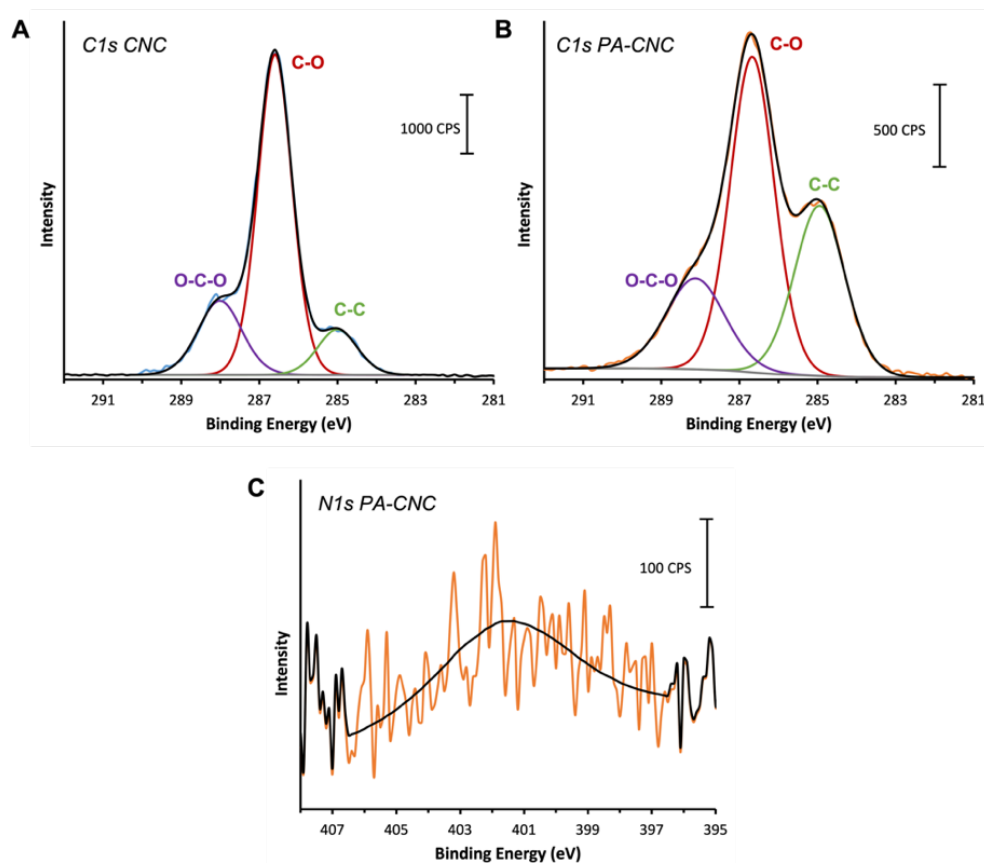 A
C1s CNC
C-O
1000 CPS
O-C-O
C-C
Intensity
291 289 287 285 283 281
Binding Energy (eV)
B
C1s PA-CNC
C-O
500 CPS
C-C
O-C-O
Intensity
291 289 287 285 283 281
Binding Energy (eV)
C
N1s PA-CNC
100 CPS
Intensity
407 405 403 401 399 397 395
Binding Energy (eV)